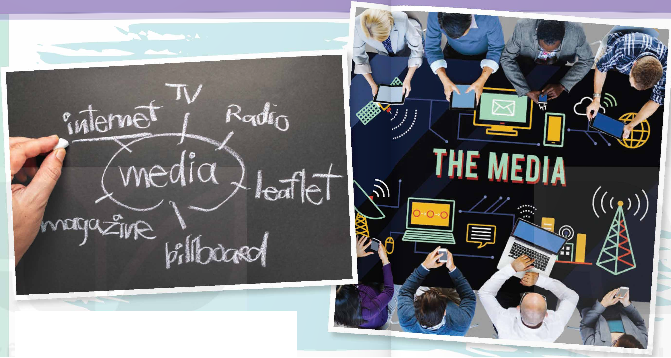 TV
internet
Radio
media
leaflet
magazine
billboard
THE MEDIA